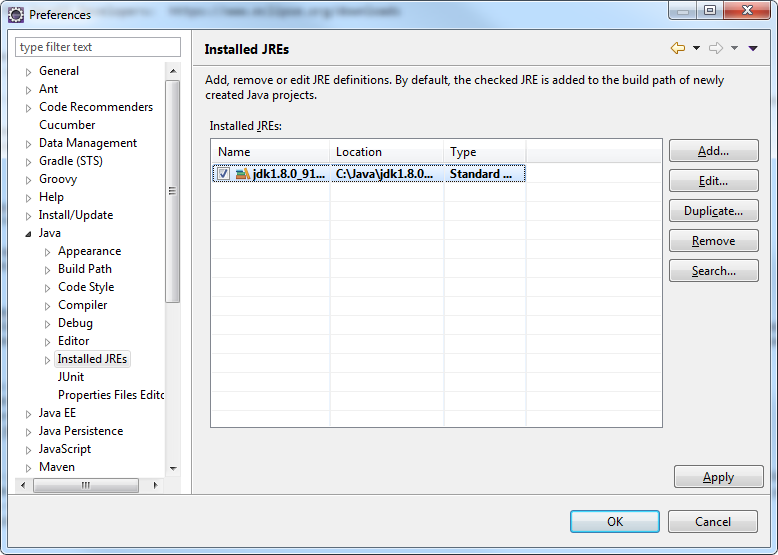 Preferences
type filter text
General
Ant
Code Recommenders
Cucumber
Data Management
Gradle (STS)
Groovy
Help
Install/Update
Java
Appearance
Build Path
Code Style
Compiler
Debug
Editor
Installed JREs
JUnit
Properties Files Edito
Java EE
Java Persistence
JavaScript
Maven
Installed JREs
Add, remove or edit JRE definitions. By default, the checked JRE is added to the build path of newly
created Java projects.
Installed JREs:
Name Location Type
jdk1.8.0_91... C:\Java\jdk1.8.0... Standard ...
Add...
Edit...
Duplicate...
Remove
Search...
Apply
OK Cancel